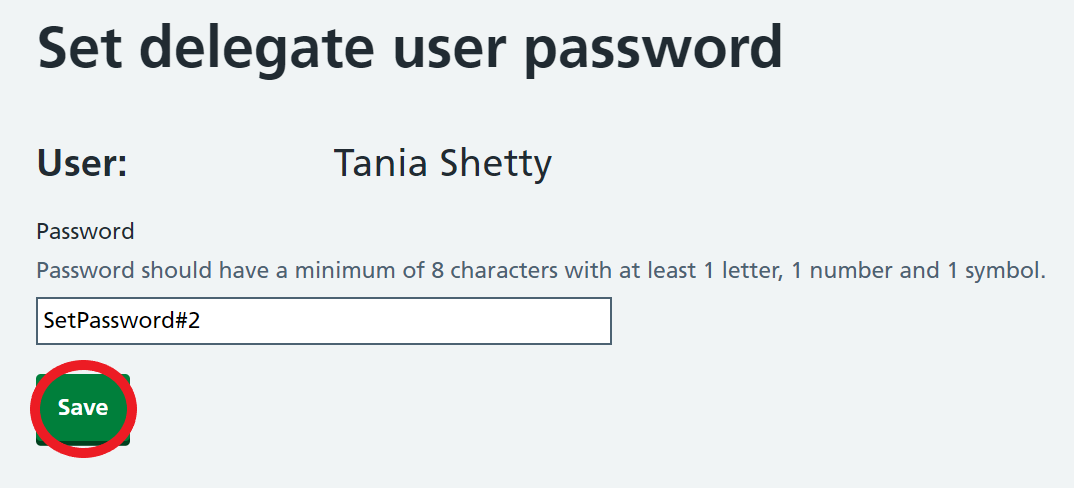 Set delegate user password
User: Tania Shetty
Password
Password should have a minimum of 8 characters with at least 1 letter, 1 number and 1 symbol.
SetPassword#2
Save